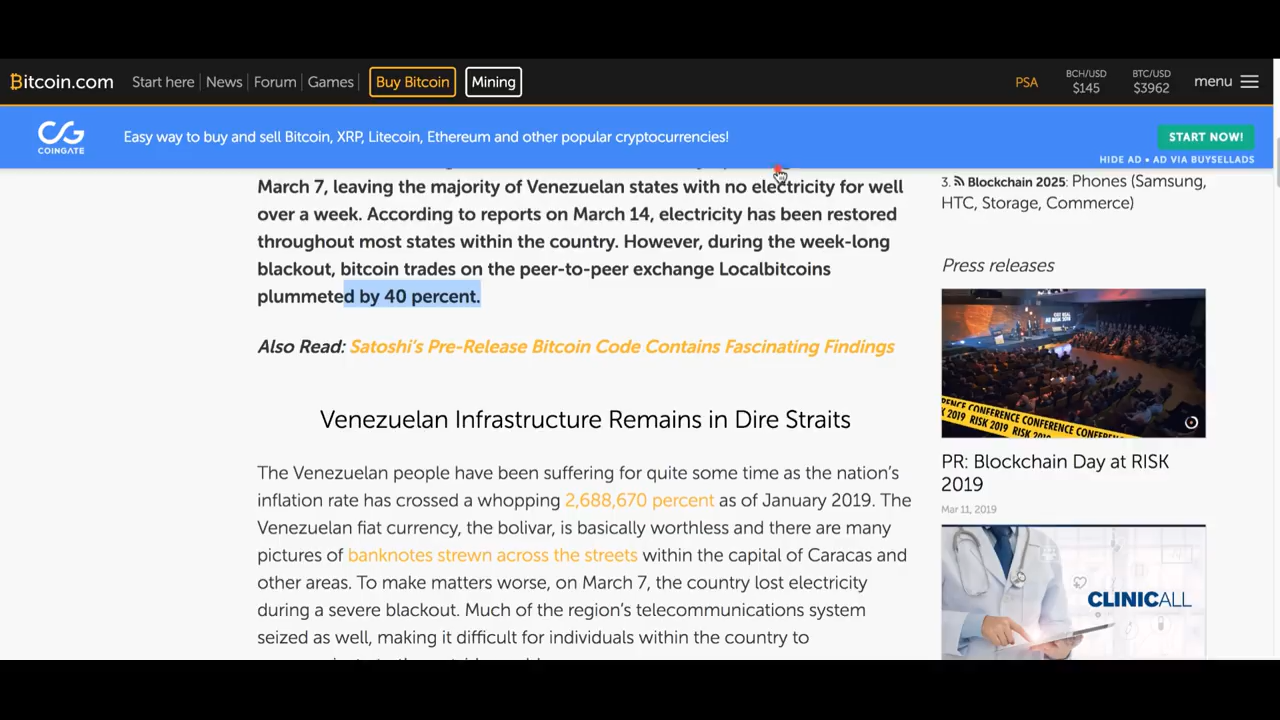 Bitcoin.com Start here News Forum Games Buy Bitcoin Mining PSA BCH/USD $145 BTC/USD $3962 menu
CG COINGATE
Easy way to buy and sell Bitcoin, XRP, Litecoin, Ethereum and other popular cryptocurrencies!
START NOW!
HIDE AD • AD VIA BUYSELLADS
March 7, leaving the majority of Venezuelan states with no electricity for well
over a week. According to reports on March 14, electricity has been restored
throughout most states within the country. However, during the week-long
blackout, bitcoin trades on the peer-to-peer exchange Localbitcoins
plummeted by 40 percent.
Also Read: Satoshi's Pre-Release Bitcoin Code Contains Fascinating Findings
Venezuelan Infrastructure Remains in Dire Straits
The Venezuelan people have been suffering for quite some time as the nation's
inflation rate has crossed a whopping 2,688,670 percent as of January 2019. The
Venezuelan fiat currency, the bolivar, is basically worthless and there are many
pictures of banknotes strewn across the streets within the capital of Caracas and
other areas. To make matters worse, on March 7, the country lost electricity
during a severe blackout. Much of the region's telecommunications system
seized as well, making it difficult for individuals within the country to
3. Blockchain 2025: Phones (Samsung,
HTC, Storage, Commerce)
Press releases
CONFERENCE CONFERENCE
RISK 2019 RISK 2019
PR: Blockchain Day at RISK
2019
Mar 11, 2019
CLINICALL